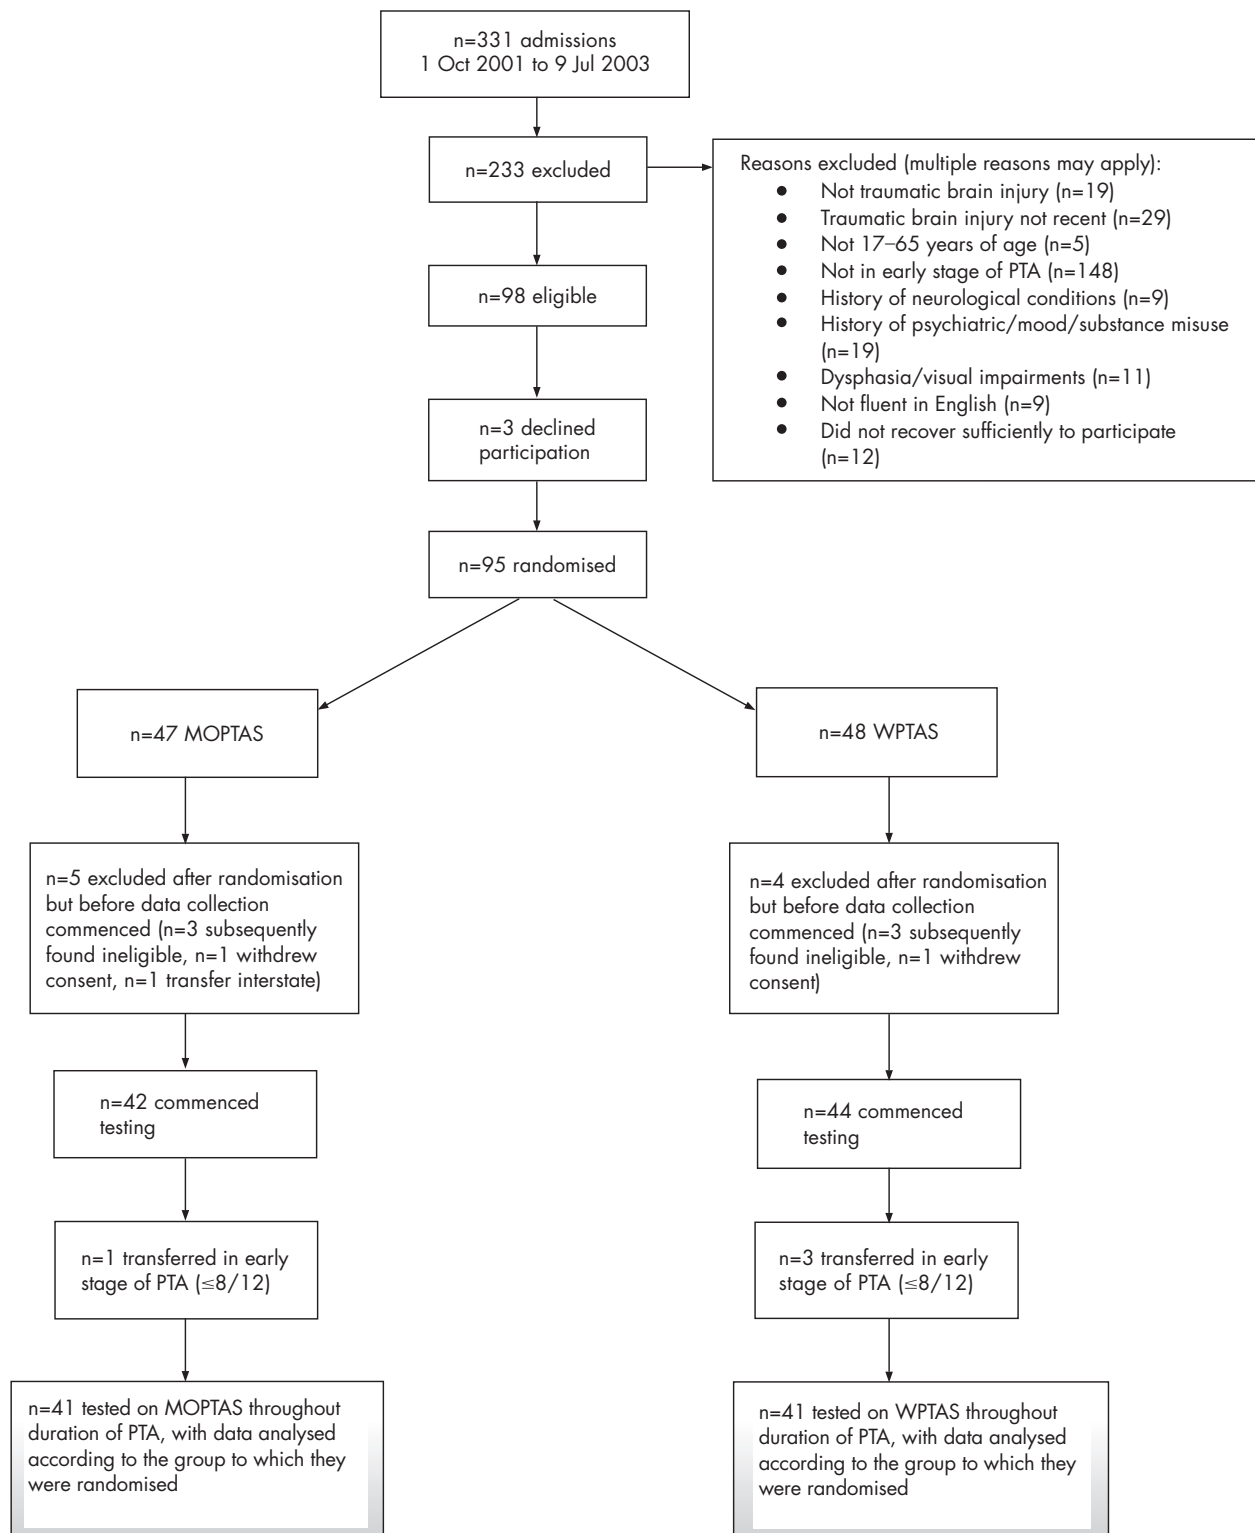 n=331 admissions
1 Oct 2001 to 9 Jul 2003
n=233 excluded
Reasons excluded (multiple reasons may apply):
● Not traumatic brain injury (n=19)
● Traumatic brain injury not recent (n=29)
● Not 17–65 years of age (n=5)
● Not in early stage of PTA (n=148)
● History of neurological conditions (n=9)
● History of psychiatric/mood/substance misuse
(n=19)
● Dysphasia/visual impairments (n=11)
● Not fluent in English (n=9)
● Did not recover sufficiently to participate
(n=12)
n=98 eligible
n=3 declined
participation
n=95 randomised
n=47 MOPTAS
n=48 WPTAS
n=5 excluded after randomisation
but before data collection
commenced (n=3 subsequently
found ineligible, n=1 withdrew
consent, n=1 transfer interstate)
n=4 excluded after randomisation
but before data collection
commenced (n=3 subsequently
found ineligible, n=1 withdrew
consent)
n=42 commenced
testing
n=44 commenced
testing
n=1 transferred in early
stage of PTA (≤8/12)
n=3 transferred in early
stage of PTA (≤8/12)
n=41 tested on MOPTAS throughout
duration of PTA, with data analysed
according to the group to which they
were randomised
n=41 tested on WPTAS throughout
duration of PTA, with data analysed
according to the group to which they
were randomised